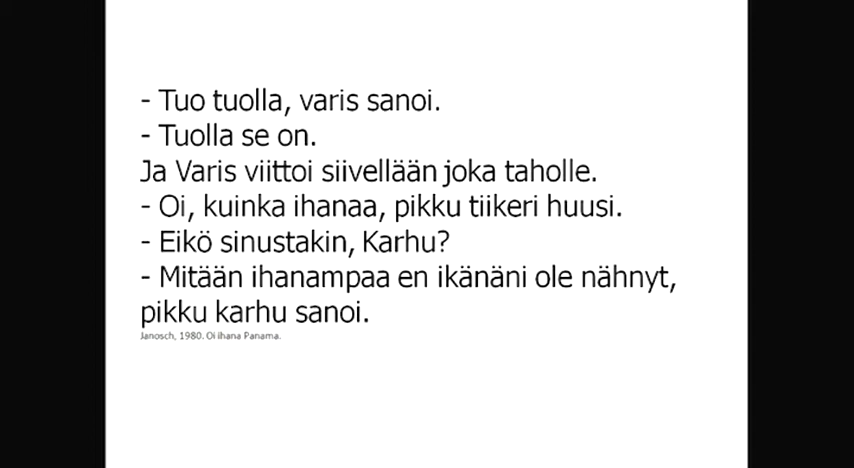 - Tuo tuolla, varis sanoi.
- Tuolla se on.
Ja Varis viittoi siivellään joka taholle.
- Oi, kuinka ihanaa, pikku tiikeri huusi.
- Eikö sinustakin, Karhu?
- Mitään ihanampaa en ikänäni ole nähnyt,
pikku karhu sanoi.
Janosch, 1980. Oi ihana Panama.